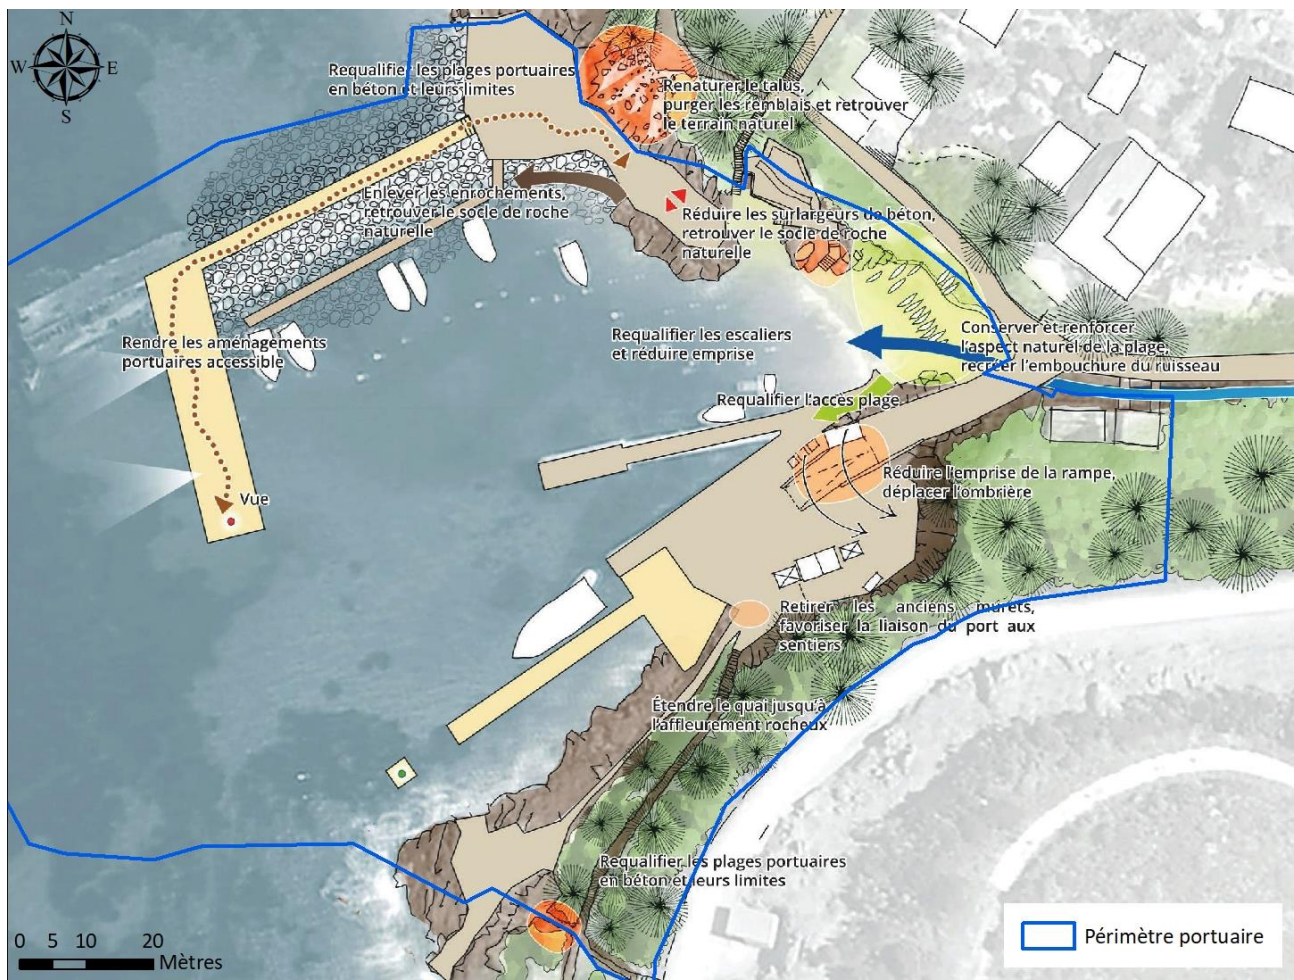 N
W E
S
Requalifier les plages portuaires
en béton et leurs limites
Renaturer le talus,
purger les remblais et retrouver
le terrain naturel
Enlever les enrochements,
retrouver le socle de roche
naturelle
Réduire les surlargeurs de béton,
retrouver le socle de roche
naturelle
Rendre les aménagements
portuaires accessible
Requalifier les escaliers
et réduire emprise
Conserver et renforcer
l'aspect naturel de la plage,
recréer l'embouchure du ruisseau
Requalifier l'accès plage
Réduire l'emprise de la rampe,
déplacer l'ombrière
Vue
Retirer les anciens murets,
favoriser la liaison du port aux
sentiers
Étendre le quai jusqu'à
l'affleurement rocheux
Requalifier les plages portuaires
en béton et leurs limites
0 5 10 20
Mètres
Périmètre portuaire